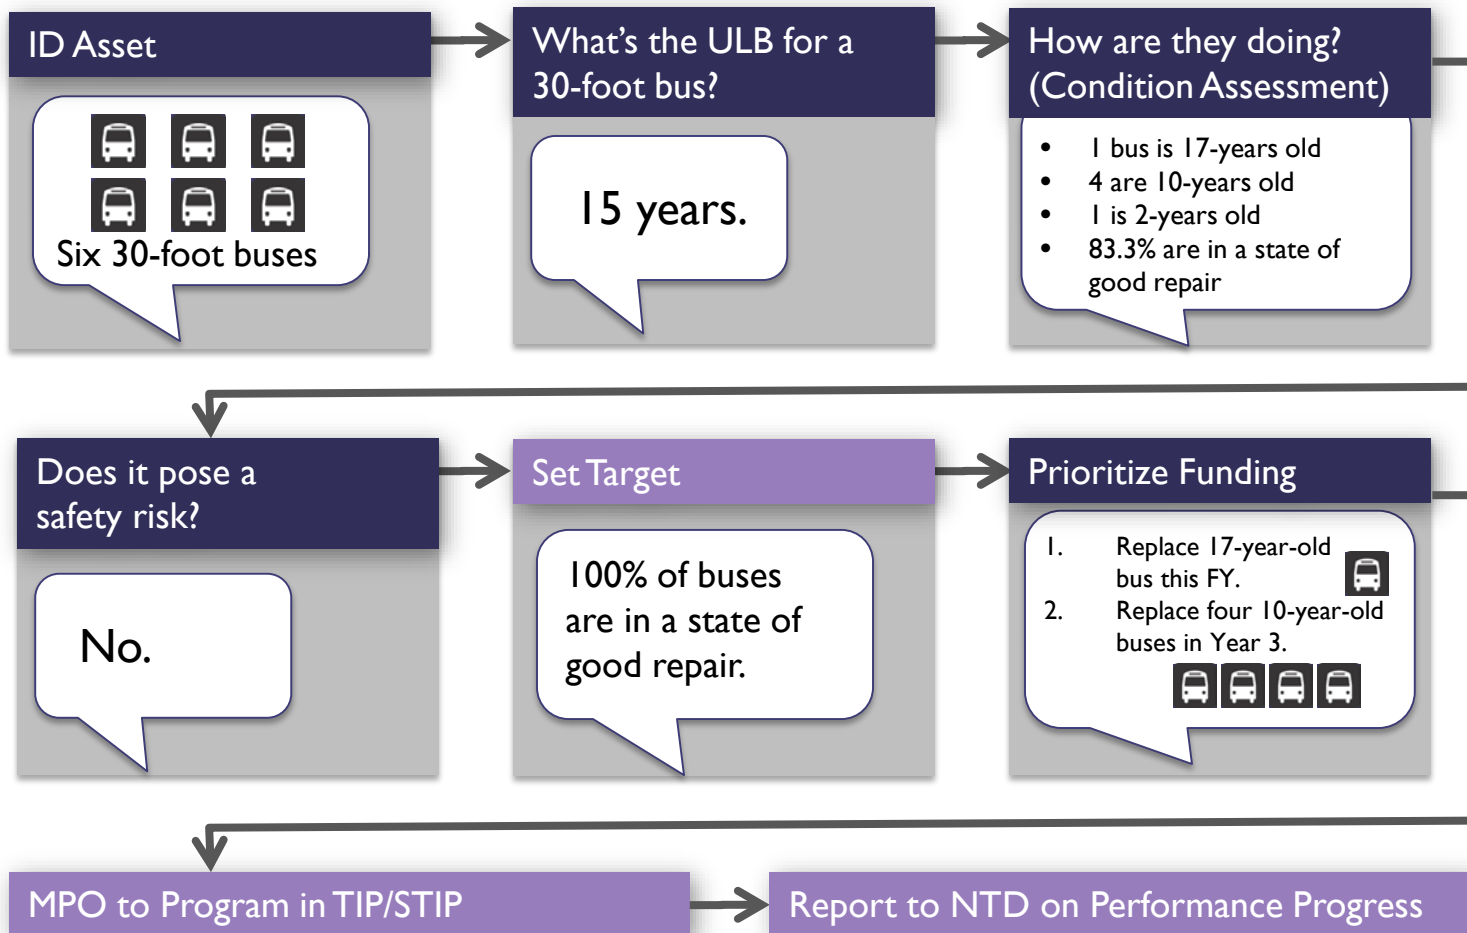 ID Asset
Six 30-foot buses
What's the ULB for a
30-foot bus?
15 years.
How are they doing?
(Condition Assessment)
• 1 bus is 17-years old
• 4 are 10-years old
• 1 is 2-years old
• 83.3% are in a state of
good repair
Does it pose a
safety risk?
No.
Set Target
100% of buses
are in a state of
good repair.
Prioritize Funding
1. Replace 17-year-old
bus this FY.
2. Replace four 10-year-old
buses in Year 3.
MPO to Program in TIP/STIP
Report to NTD on Performance Progress